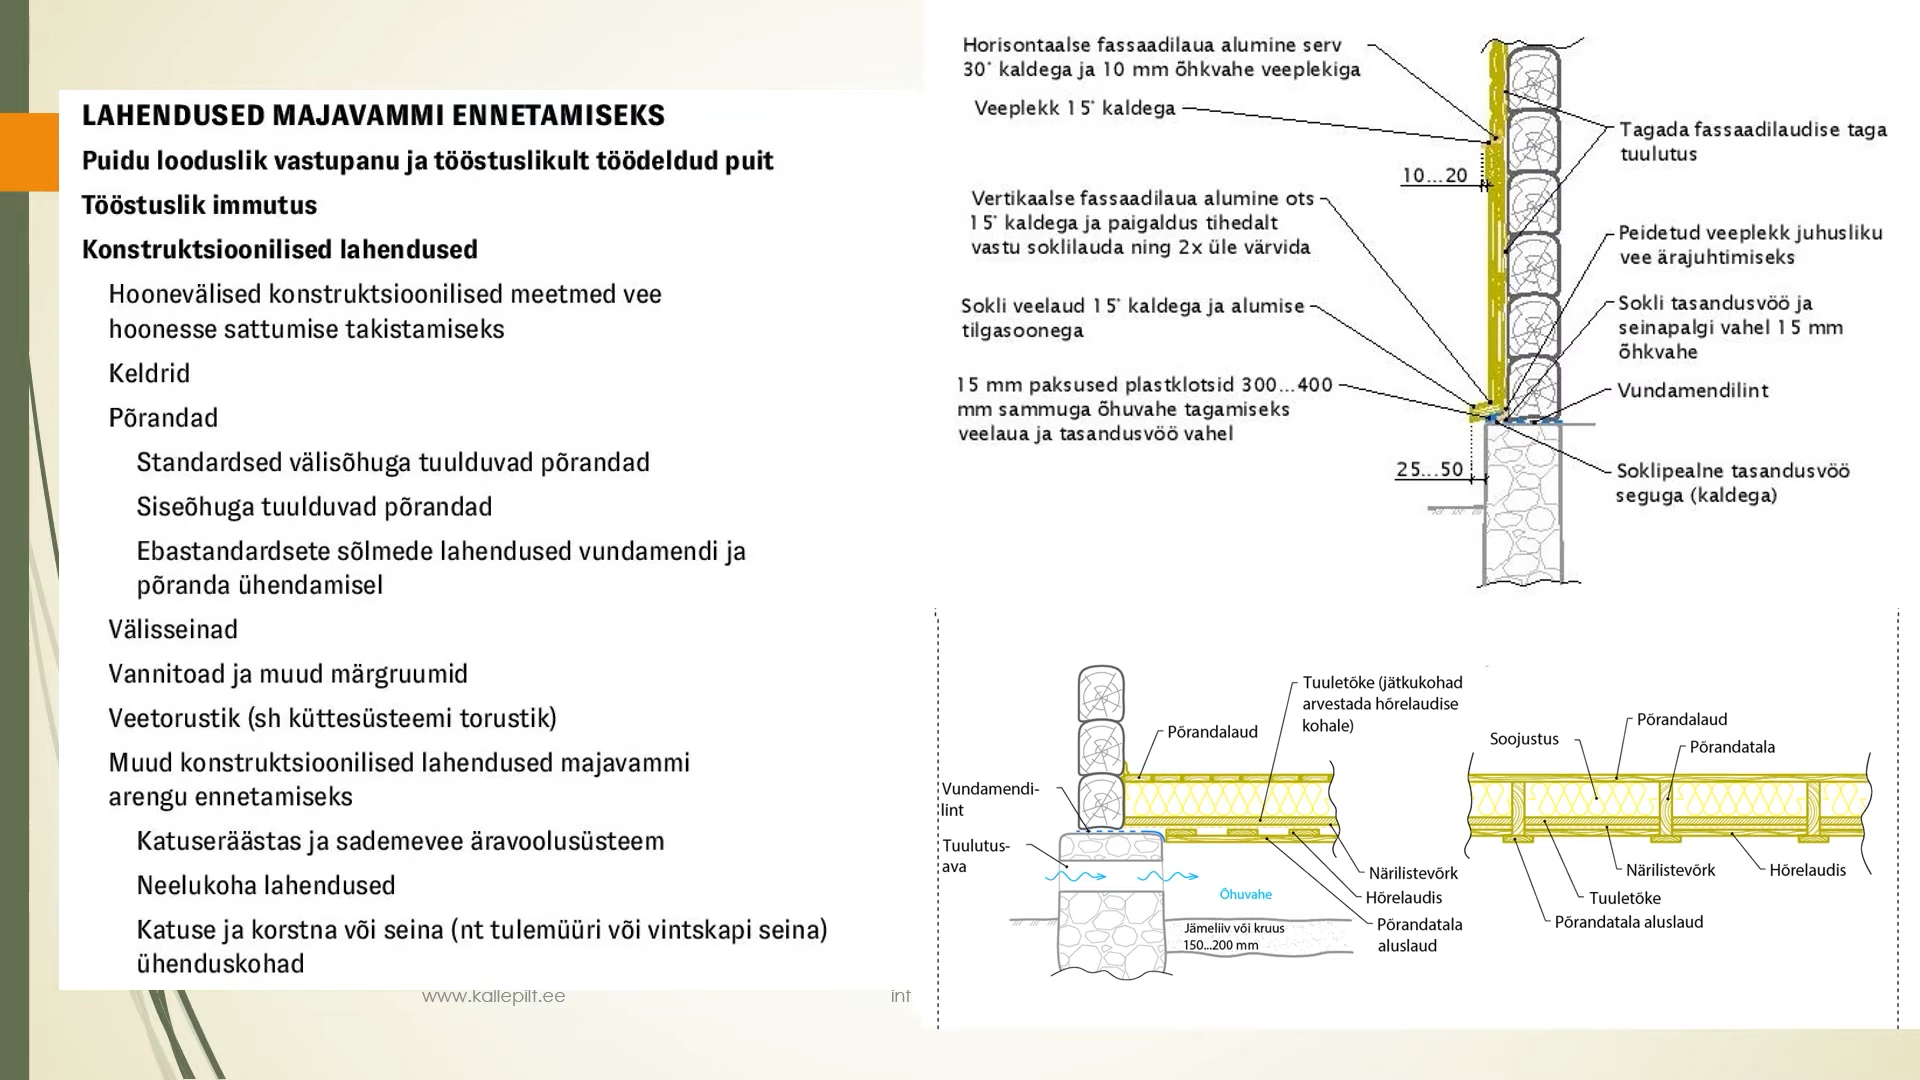 LAHENDUSED MAJAVAMMI ENNETAMISEKS
Puidu looduslik vastupanu ja tööstuslikult töödeldud puit
Tööstuslik immutus
Konstruktsioonilised lahendused
Hoonevälised konstruktsioonilised meetmed vee
hoonesse sattumise takistamiseks
Keldrid
Põrandad
Standardsed välisõhuga tuulduvad põrandad
Siseõhuga tuulduvad põrandad
Ebastandardsete sõlmede lahendused vundamendi ja
põranda ühendamisel
Välisseinad
Vannitoad ja muud märgruumid
Veetorustik (sh küttesüsteemi torustik)
Muud konstruktsioonilised lahendused majavammi
arengu ennetamiseks
Katuseräästas ja sademevee äravoolusüsteem
Neelukoha lahendused
Katuse ja korstna või seina (nt tulemüüri või vintskapi seina)
ühenduskohad
www.kallepilt.ee
int
Horisontaalse fassaadilaua alumine serv
30° kaldega ja 10 mm õhkvahe veeplekiga
Veeplekk 15° kaldega
10...20
Vertikaalse fassaadilaua alumine ots
15° kaldega ja paigaldus tihedalt
vastu soklilauda ning 2x üle värvida
Sokli veelaud 15° kaldega ja alumise
tilgasoonega
15 mm paksused plastklotsid 300...400
mm sammuga õhuvahe tagamiseks
veelaua ja tasandusvöö vahel
25...50
Tagada fassaadilaudise taga
tuulutus
Peidetud veeplekk juhusliku
vee ärajuhtimiseks
Sokli tasandusvöö ja
seinapalgi vahel 15 mm
õhkvahe
Vundamendilint
Soklipealne tasandusvöö
seguga (kaldega)
Tuuletõke (jätkukohad
arvestada hõrelaudise
kohale)
Põrandalaud
Vundamendi-
lint
Tuulutus-
ava
Õhuvahe
Jämeliiv või kruus
150...200 mm
Närilistevõrk
Hõrelaudis
Põrandatala
aluslaud
Soojustus
Põrandalaud
Põrandatala
Närilistevõrk
Hõrelaudis
Tuuletõke
Põrandatala aluslaud